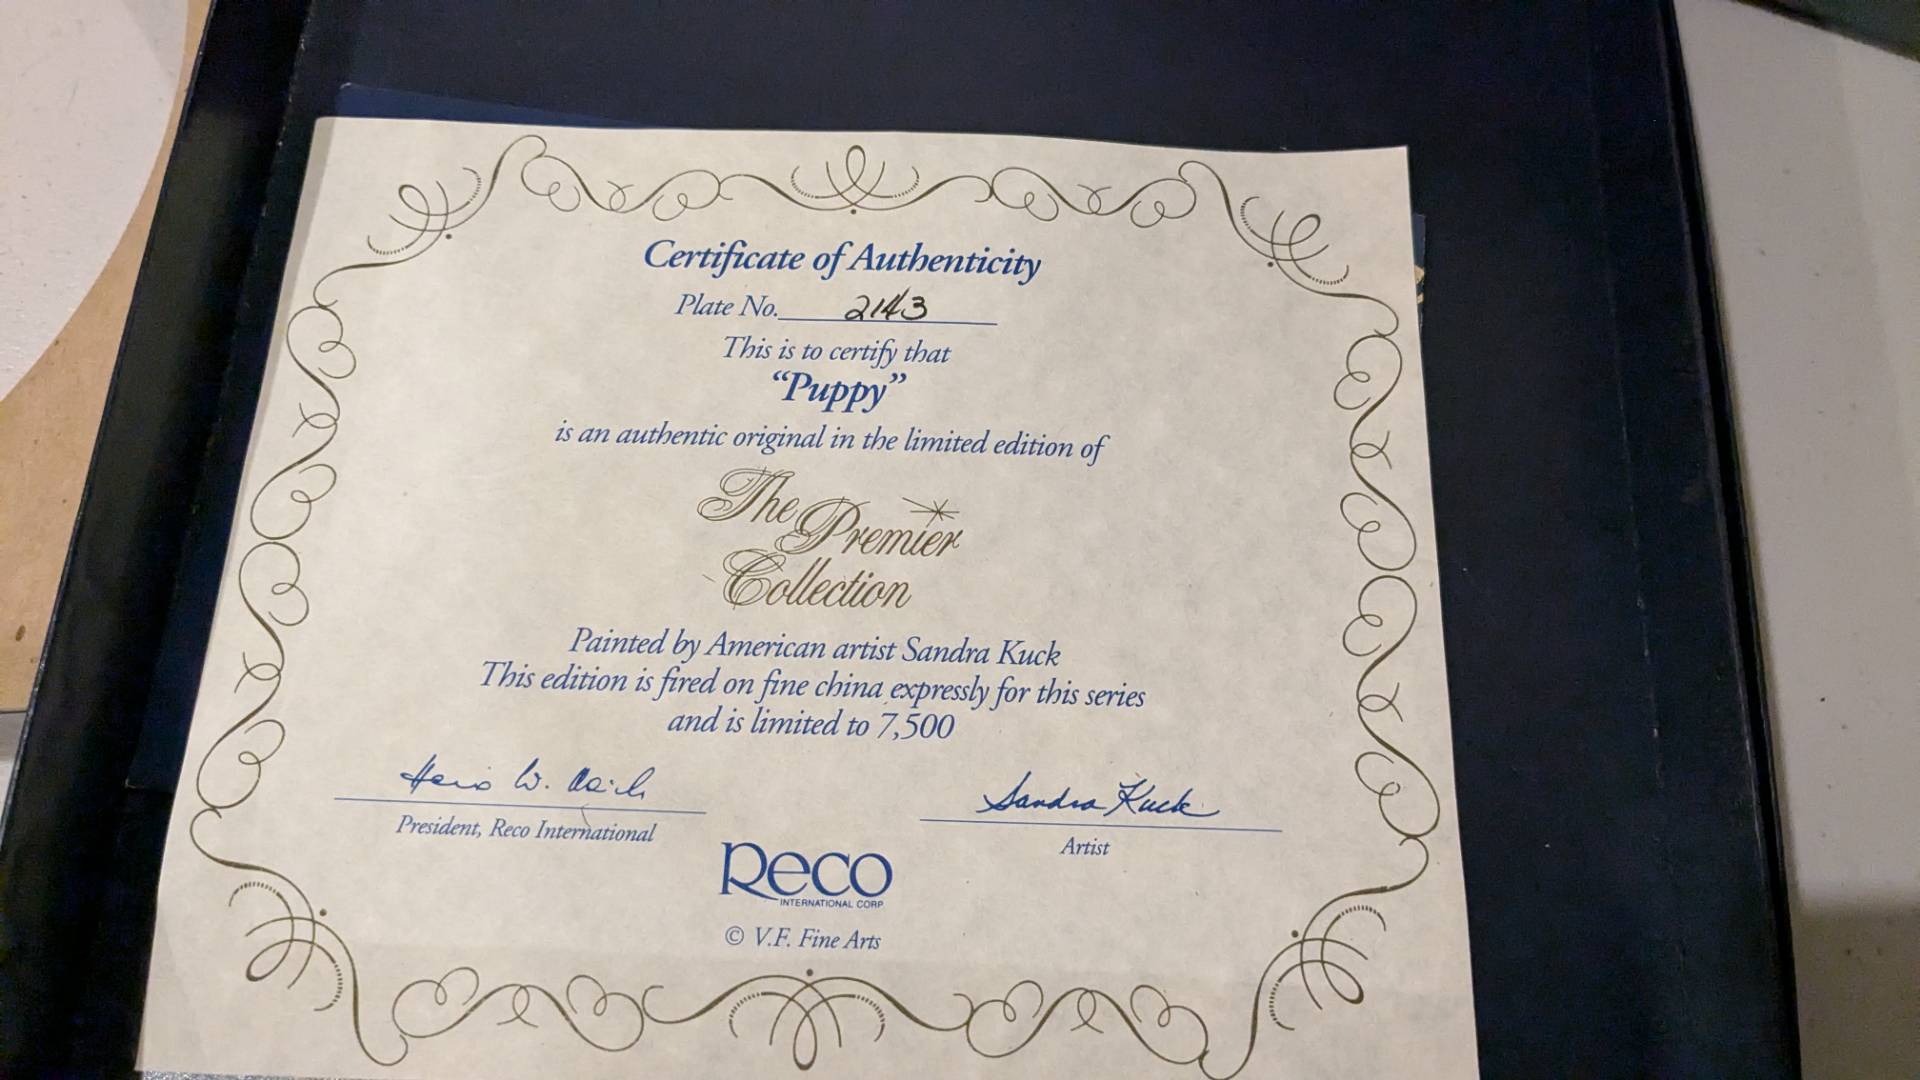 Certificate of Authenticity
Plate No. 2143
This is to certify that
“Puppy”
is an authentic original in the limited edition of
The Premier
Collection
Painted by American artist Sandra Kuck
This edition is fired on fine china expressly for this series
and is limited to 7,500
W.
President, Reco International
Sandra Kuck
Artist
Reco
INTERNATIONAL CORP.
© V.F. Fine Arts